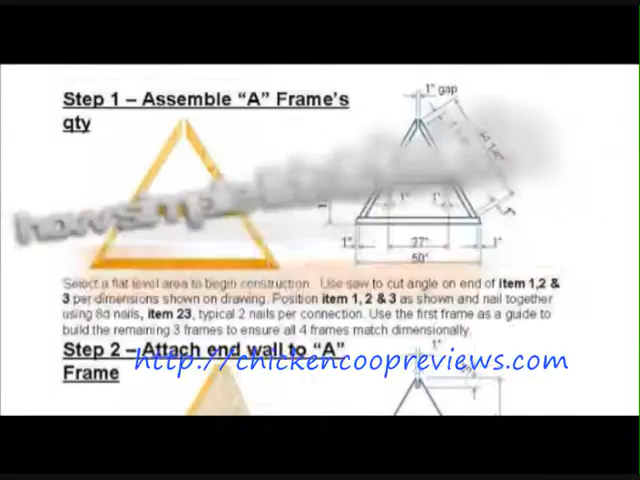 Step 1 – Assemble “A” Frame's
qty
1" gap
how simple
1" 1"
1" 27" 1"
50"
Select a flat level area to begin construction. Use saw to cut angle on end of item 1,2 &
3 per dimensions shown on drawing. Position item 1, 2 & 3 as shown and nail together
using 8d nails, item 23, typical 2 nails per connection. Use the first frame as a guide to
build the remaining 3 frames to ensure all 4 frames match dimensionally.
Step 2 – Attach end wall to “A”
Frame
http://chickencoopreviews.com
1"